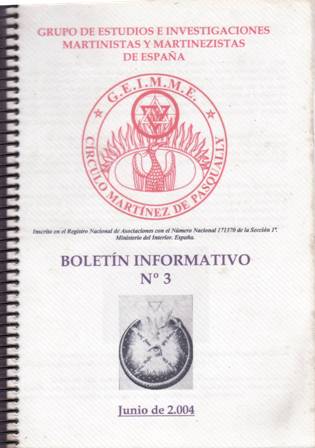 GRUPO DE ESTUDIOS E INVESTIGACIONES
MARTINISTAS Y MARTINEZISTAS
DE ESPAÑA
G.E.I.M.M.E.
CIRCULO MARTÍNEZ DE PASQUALLY
Inscrito en el Registro Nacional de Asociaciones con el Número Nacional 171370 de la Sección 1ª.
Ministerio del Interior. España.
BOLETÍN INFORMATIVO
Nº 3
Junio de 2.004